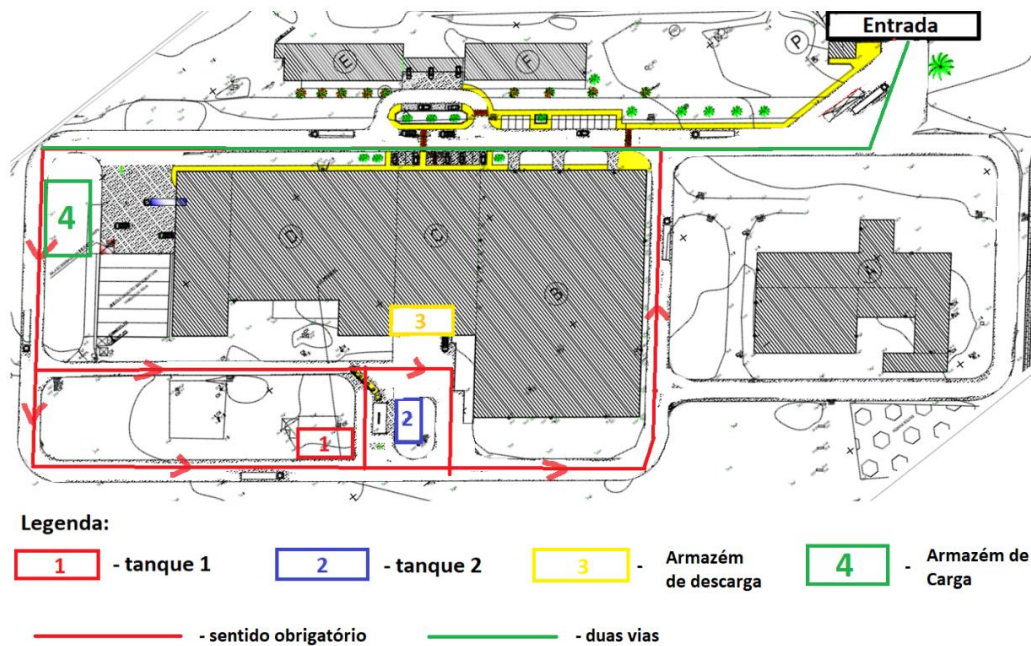 Entrada
P
E
F
4
D
C
B
A
3
2
1
Legenda:
1 - tanque 1
2 - tanque 2
3 - Armazém de descarga
4 - Armazém de Carga
- sentido obrigatório
- duas vias